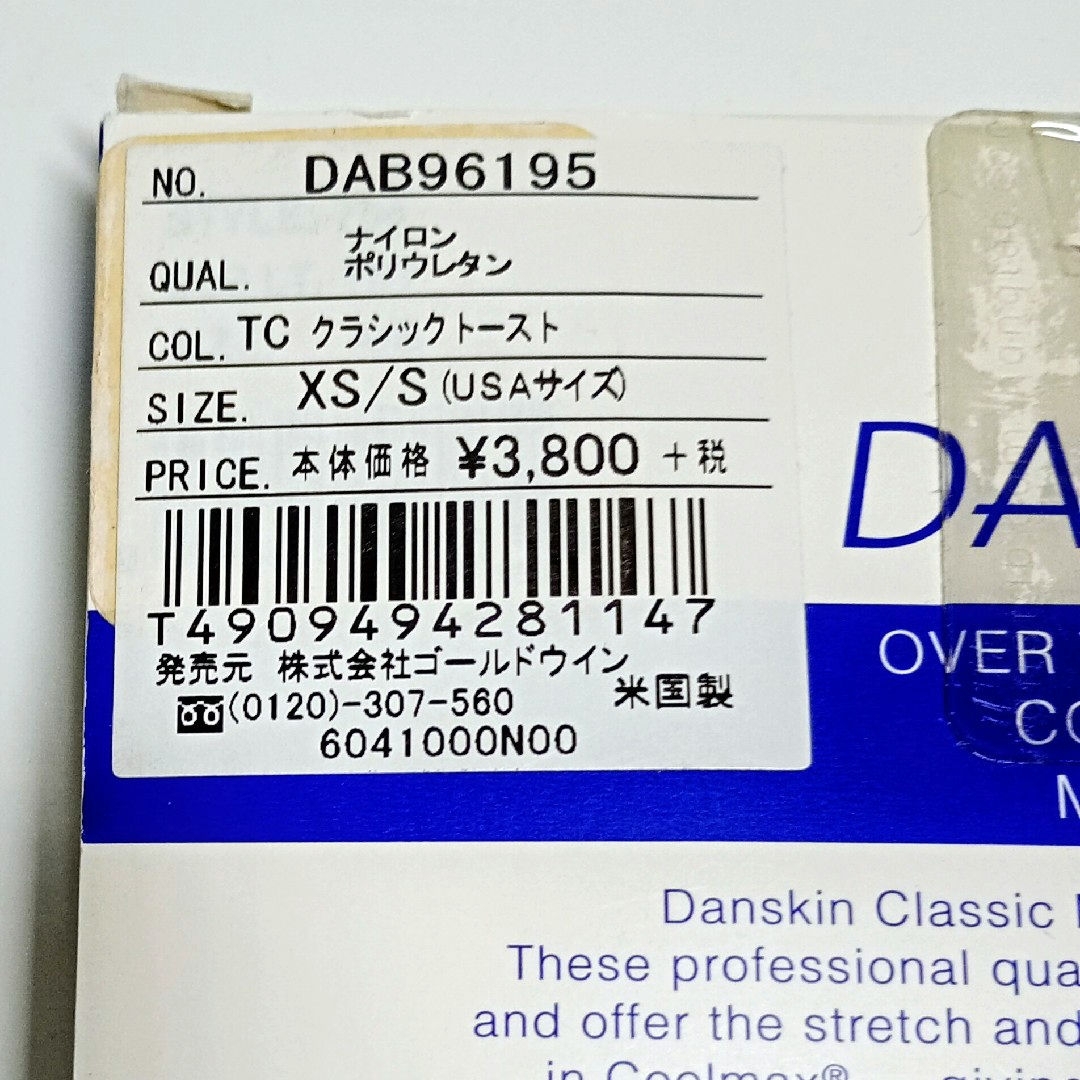 NO. DAB96195
QUAL. ナイロン
ポリウレタン
COL. TC クラシックトースト
SIZE. XS/S (USAサイズ)
PRICE. 本体価格 ¥3,800 +税
T4909494281147
発売元 株式会社ゴールドウイン
(0120)-307-560 米国製
6041000N00
DA
OVER
CO
M
Danskin Classic
These professional qua
and offer the stretch and
in Coolmax® giving